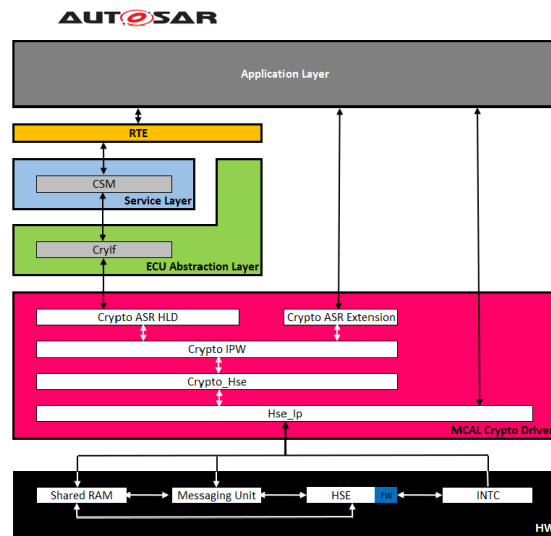 AUTOSAR
Application Layer
RTE
CSM
Service Layer
CryIf
ECU Abstraction Layer
Crypto ASR HLD
Crypto ASR Extension
Crypto IPW
Crypto_Hse
Hse_Ip
MCAL Crypto Driver
Shared RAM
Messaging Unit
HSE
FW
INTC
HW